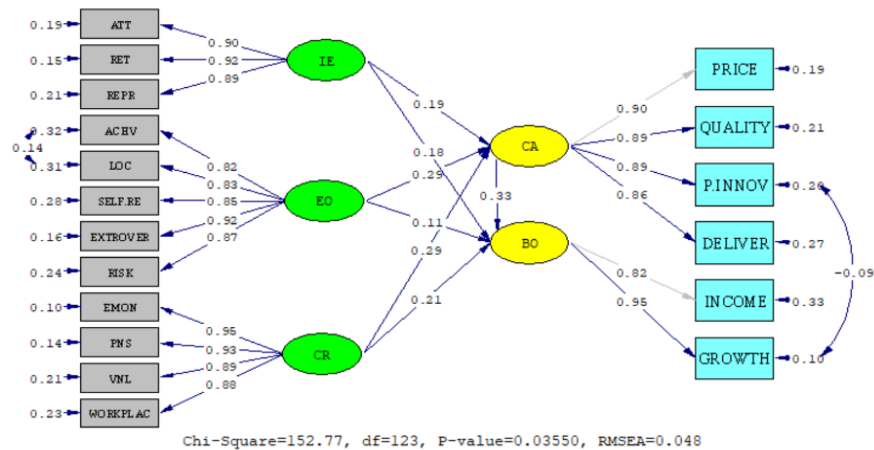 0.19 ATT
0.15 RET
0.21 REPR
0.32 ACHV
0.14
0.31 LOC
0.28 SELF.RE
0.16 EXTROVER
0.24 RISK
0.10 EMON
0.14 PNS
0.21 VNL
0.23 WORKPLAC
0.90
0.92
0.89
0.82
0.83
0.85
0.92
0.87
0.95
0.93
0.89
0.88
IE
EO
CR
0.19
0.18
0.29
0.11
0.29
0.21
0.33
CA
BO
0.90
0.89
0.89
0.86
0.82
0.95
PRICE 0.19
QUALITY 0.21
P.INNOV 0.20
DELIVER 0.27
INCOME 0.33
GROWTH 0.10
-0.09
Chi-Square=152.77, df=123, P-value=0.03550, RMSEA=0.048